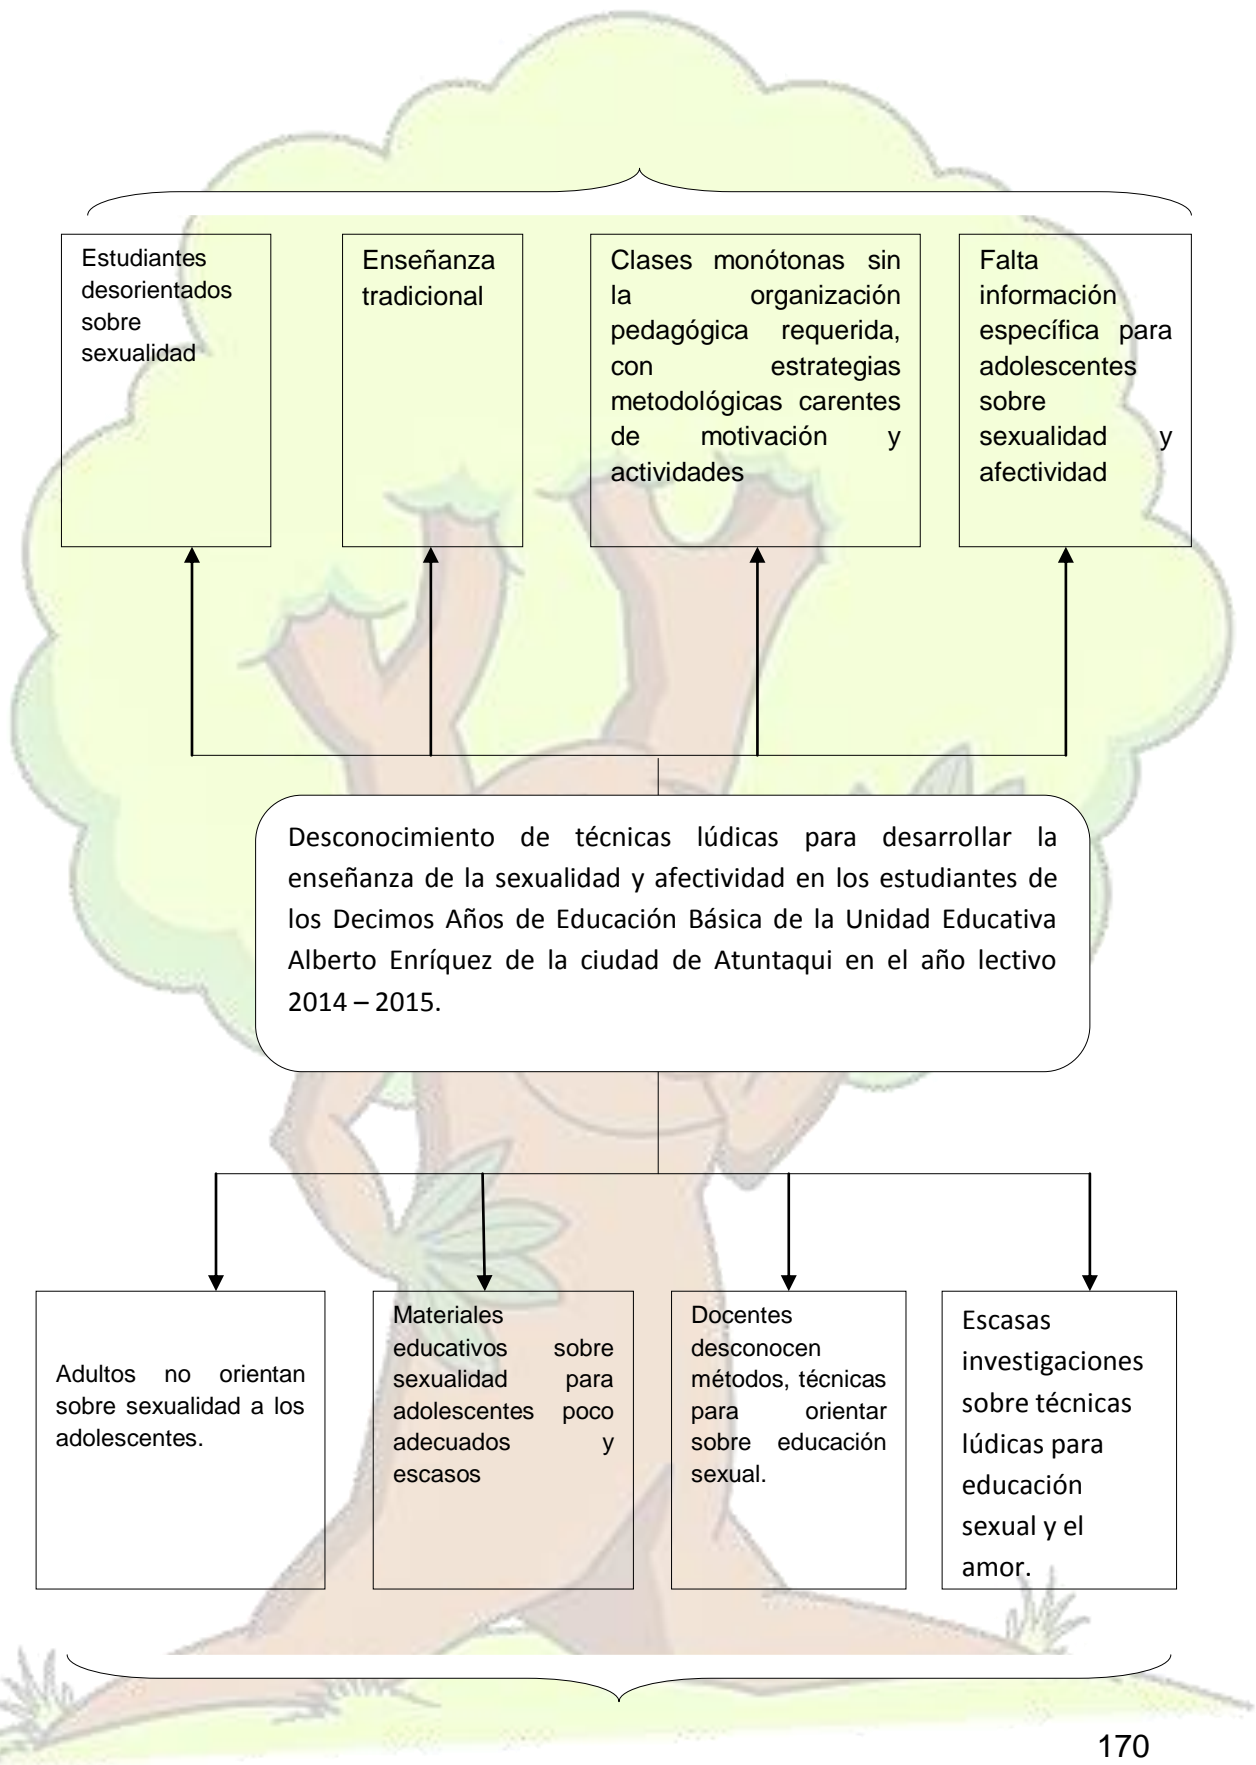 Estudiantes
desorientados
sobre
sexualidad
Enseñanza
tradicional
Clases monótonas sin
la organización
pedagógica requerida,
con estrategias
metodológicas carentes
de motivación y
actividades
Falta
información
específica para
adolescentes
sobre
sexualidad y
afectividad
Desconocimiento de técnicas lúdicas para desarrollar la
enseñanza de la sexualidad y afectividad en los estudiantes de
los Decimos Años de Educación Básica de la Unidad Educativa
Alberto Enríquez de la ciudad de Atuntaqui en el año lectivo
2014 – 2015.
Adultos no orientan
sobre sexualidad a los
adolescentes.
Materiales
educativos sobre
sexualidad para
adolescentes poco
adecuados y
escasos
Docentes
desconocen
métodos, técnicas
para orientar
sobre educación
sexual.
Escasas
investigaciones
sobre técnicas
lúdicas para
educación
sexual y el
amor.
170